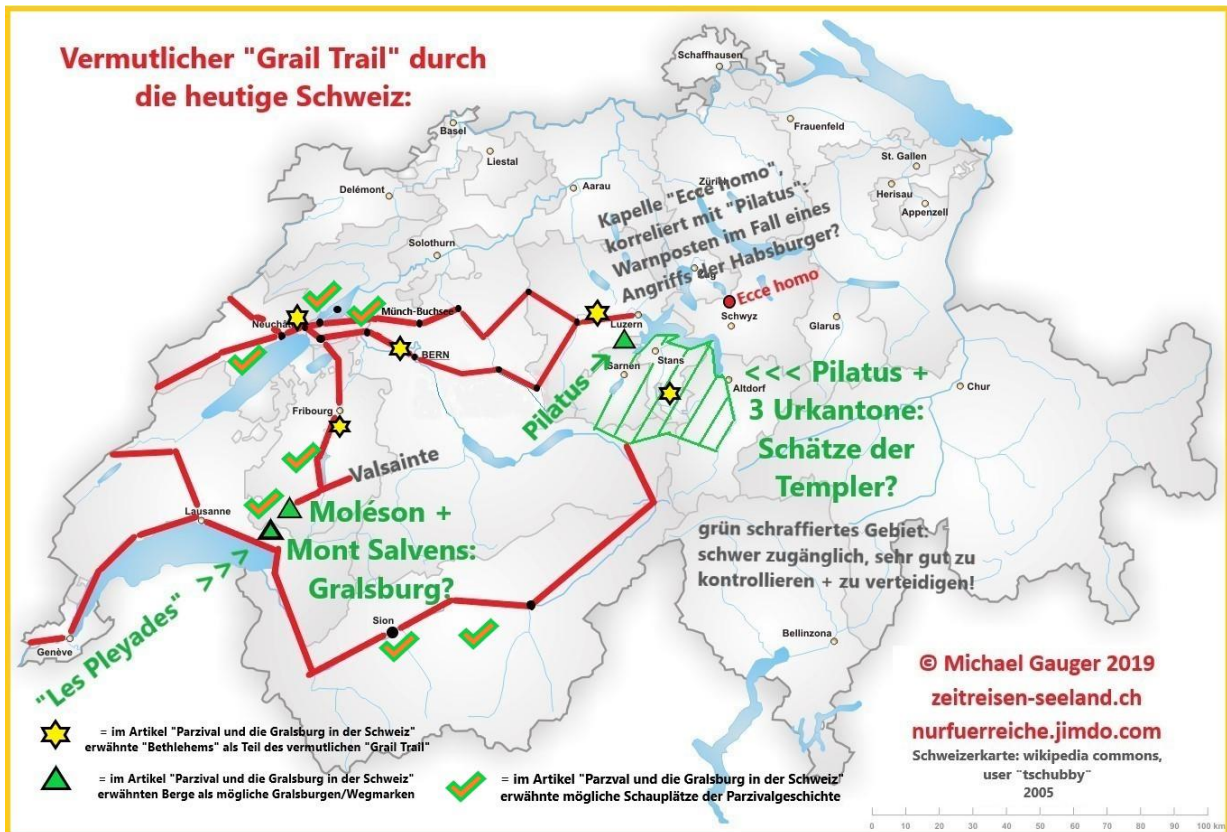 Vermutlicher "Grail Trail" durch
die heutige Schweiz:
Schaffhausen
Basel
Liestal
Frauenfeld
Delémont
Aarau
Zürich
St. Gallen
Herisau
Appenzell
Solothurn
Kapelle "Ecce homo",
korreliert mit "Pilatus":
Warnposten im Fall eines
Angriffs der Habsburger?
Zug
Ecce homo
Schwyz
Glarus
Neuchât
Münch-Buchsee
BERN
Luzern
Stans
Sarnen
Altdorf
Chur
Pilatus >
<<< Pilatus +
3 Urkantone:
Schätze der
Templer?
Fribourg
Valsainte
Lausanne
Moléson +
Mont Salvens:
Gralsburg?
grün schraffiertes Gebiet:
schwer zugänglich, sehr gut zu
kontrollieren + zu verteidigen!
"Les Pleyades" >>>
Genève
Sion
Bellinzona
© Michael Gauger 2019
zeitreisen-seeland.ch
nurfuerreiche.jimdo.com
Schweizerkarte: wikipedia commons,
user "tschubby"
2005
= im Artikel "Parzival und die Gralsburg in der Schweiz"
erwähnte "Bethlehems" als Teil des vermutlichen "Grail Trail"
= im Artikel "Parzival und die Gralsburg in der Schweiz"
erwähnten Berge als mögliche Gralsburgen/Wegmarken
= im Artikel "Parzval und die Gralsburg in der Schweiz"
erwähnte mögliche Schauplätze der Parzivalgeschichte
0 10 20 30 40 50 60 70 80 90 100 km